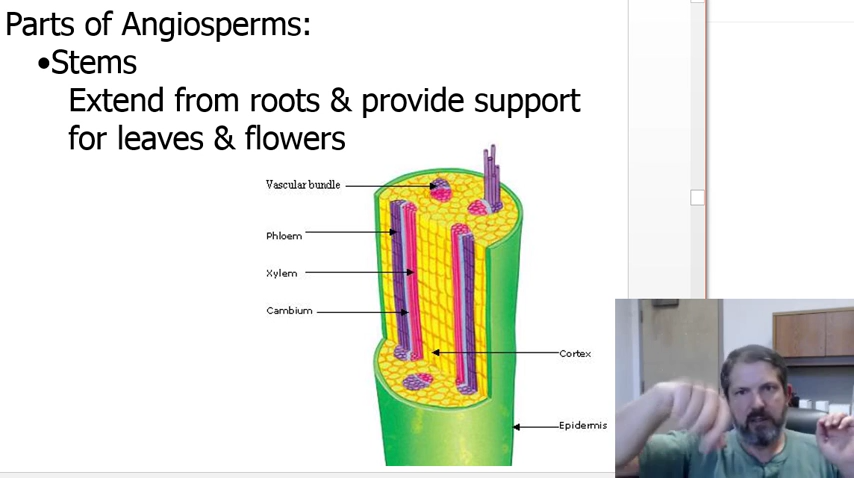 Parts of Angiosperms:
•Stems
Extend from roots & provide support
for leaves & flowers
Vascular bundle
Phloem
Xylem
Cambium
Cortex
Epidermis